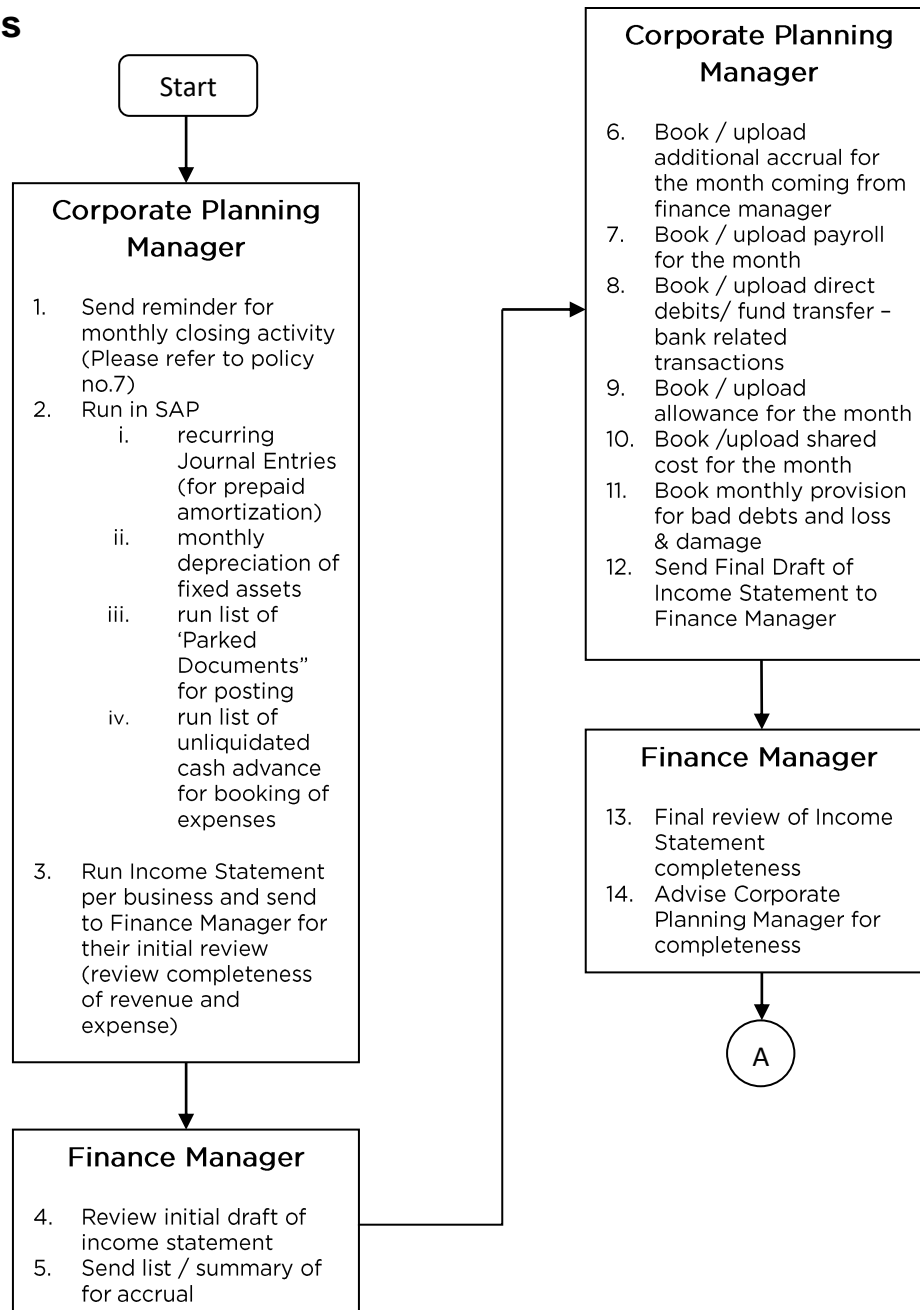 s
Start
Corporate Planning
Manager
1. Send reminder for
monthly closing activity
(Please refer to policy
no.7)
2. Run in SAP
i. recurring
Journal Entries
(for prepaid
amortization)
ii. monthly
depreciation of
fixed assets
iii. run list of
‘Parked
Documents”
for posting
iv. run list of
unliquidated
cash advance
for booking of
expenses
3. Run Income Statement
per business and send
to Finance Manager for
their initial review
(review completeness
of revenue and
expense)
Finance Manager
4. Review initial draft of
income statement
5. Send list / summary of
for accrual
Corporate Planning
Manager
6. Book / upload
additional accrual for
the month coming from
finance manager
7. Book / upload payroll
for the month
8. Book / upload direct
debits/ fund transfer –
bank related
transactions
9. Book / upload
allowance for the month
10. Book /upload shared
cost for the month
11. Book monthly provision
for bad debts and loss
& damage
12. Send Final Draft of
Income Statement to
Finance Manager
Finance Manager
13. Final review of Income
Statement
completeness
14. Advise Corporate
Planning Manager for
completeness
A